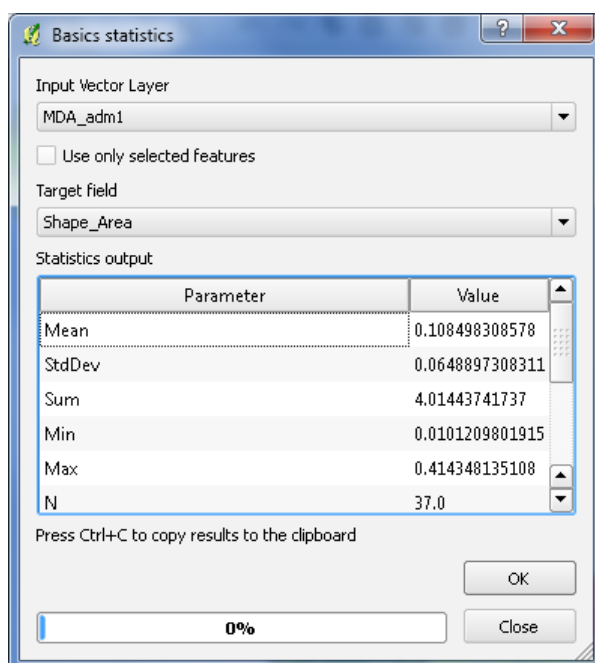 Basics statistics
Input Vector Layer
MDA_adm1
Use only selected features
Target field
Shape_Area
Statistics output
Parameter Value
Mean 0.108498308578
StdDev 0.0648897308311
Sum 4.01443741737
Min 0.0101209801915
Max 0.414348135108
N 37.0
Press Ctrl+C to copy results to the clipboard
OK
0% Close